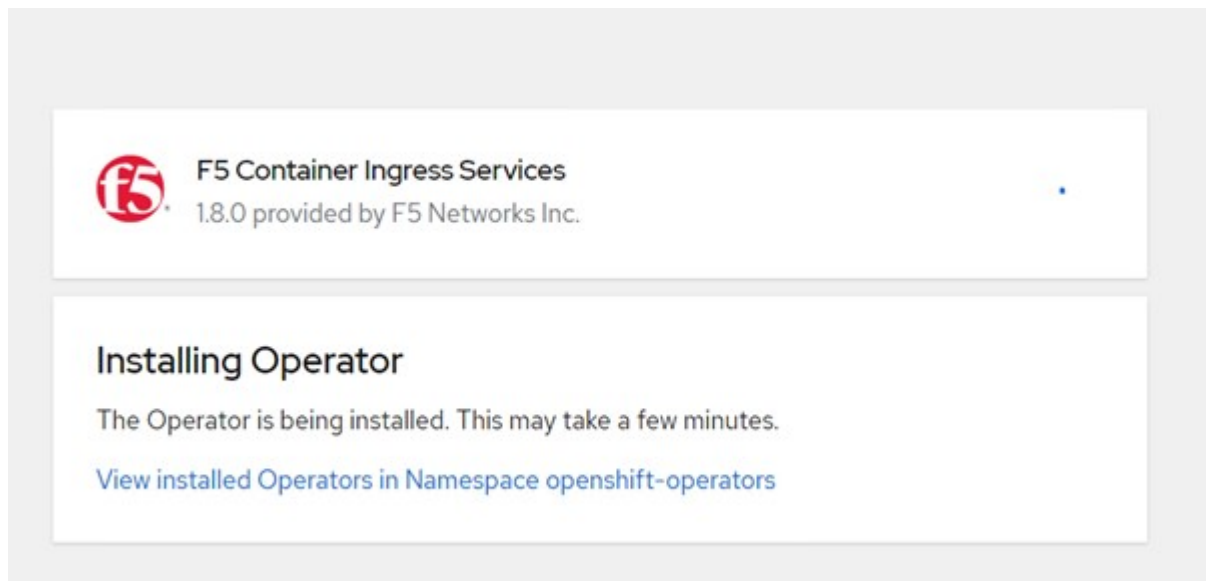 f5
F5 Container Ingress Services
1.8.0 provided by F5 Networks Inc.
Installing Operator
The Operator is being installed. This may take a few minutes.
View installed Operators in Namespace openshift-operators